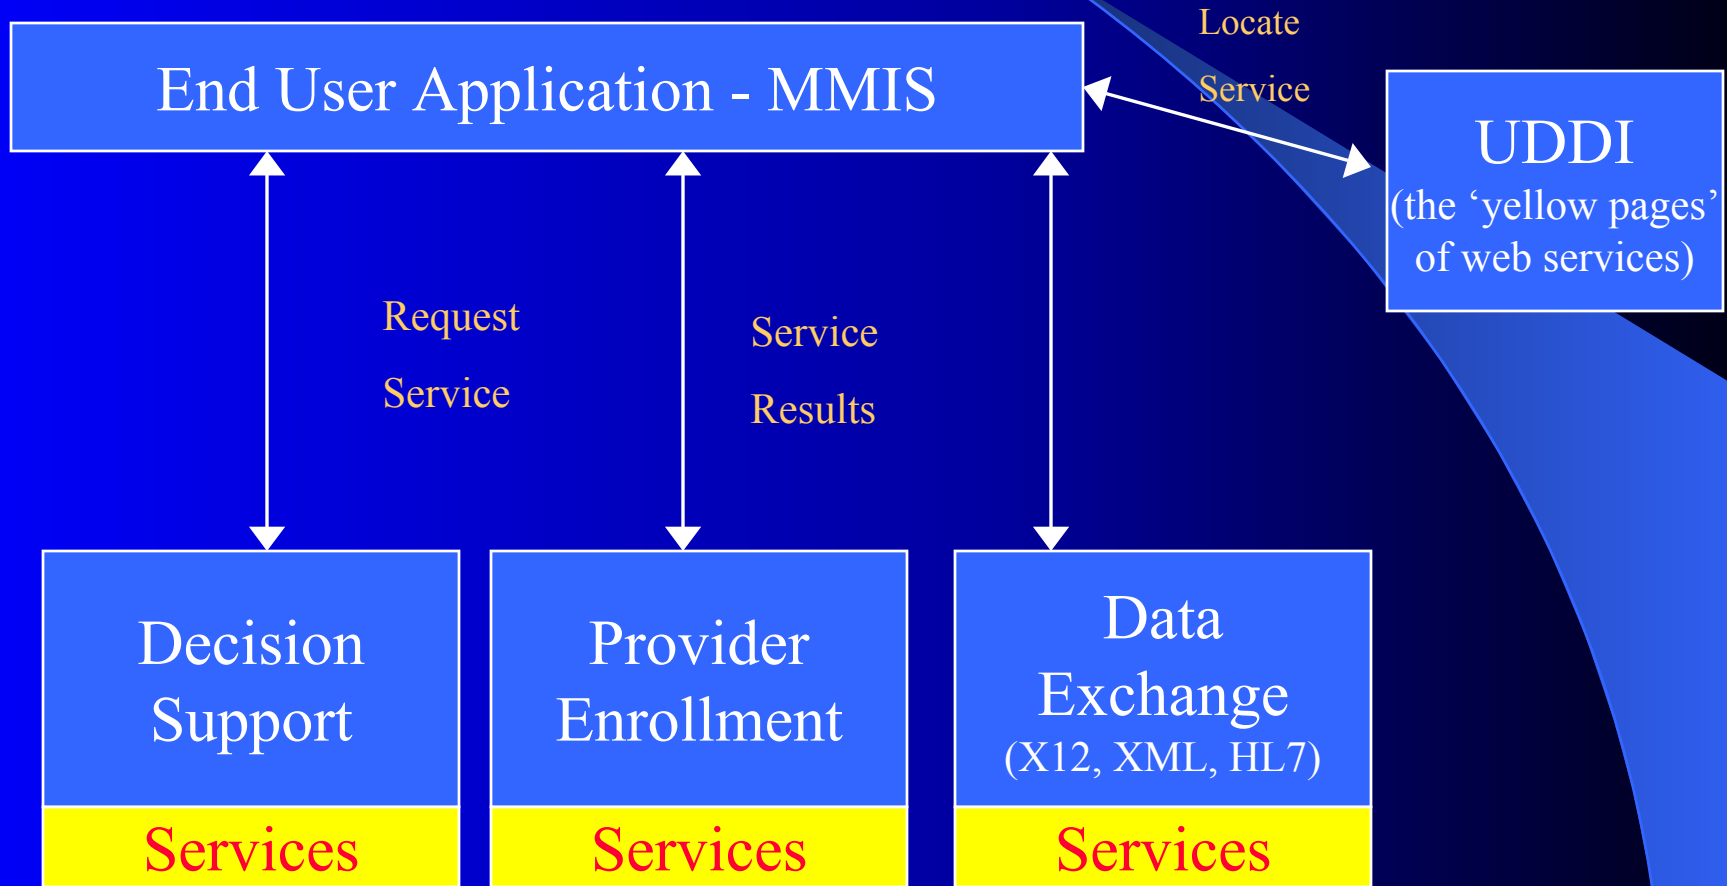 Locate
Service
End User Application - MMIS
UDDI
(the ‘yellow pages’
of web services)
Request
Service
Service
Results
Decision
Support
Services
Provider
Enrollment
Services
Data
Exchange
(X12, XML, HL7)
Services